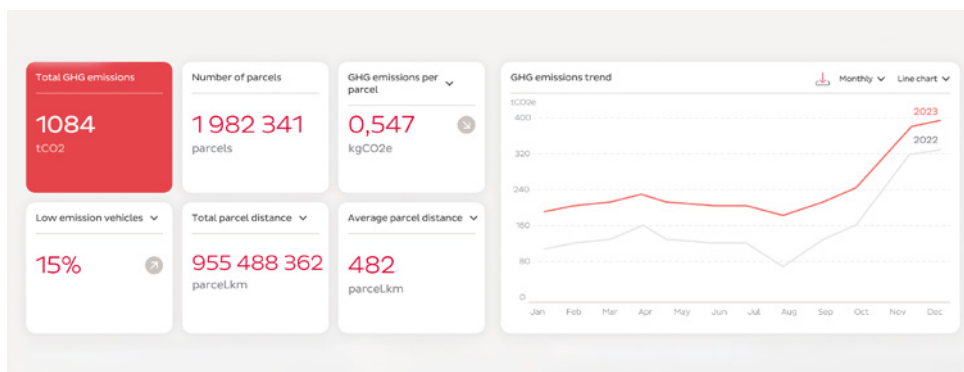 Total GHG emissions
1084
tCO2
Number of parcels
1 982 341
parcels
GHG emissions per
parcel
0,547
kgCO2e
Low emission vehicles
15%
Total parcel distance
955 488 362
parcel.km
Average parcel distance
482
parcel.km
GHG emissions trend
Monthly
Line chart
tCO2e
400
320
240
160
80
0
2023
2022
Jan Feb Mar Apr May Jun Jul Aug Sep Oct Nov Dec